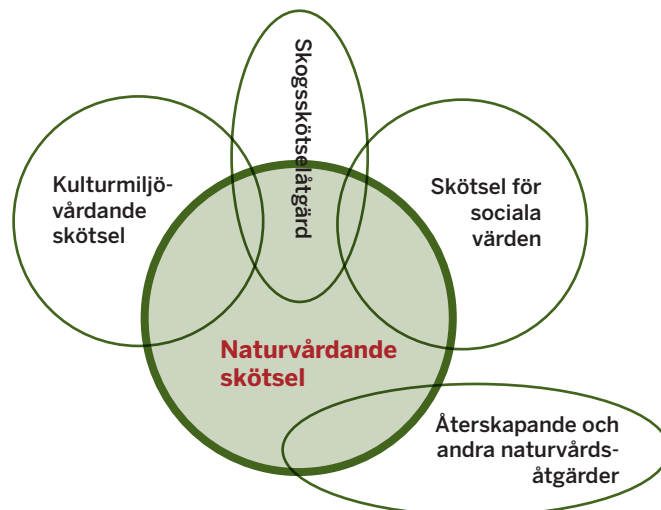 Skogsskötselåtgärd
Kulturmiljö-
vårdande
skötsel
Skötsel för
sociala
värden
Naturvårdande
skötsel
Återskapande och
andra naturvårds-
åtgärder